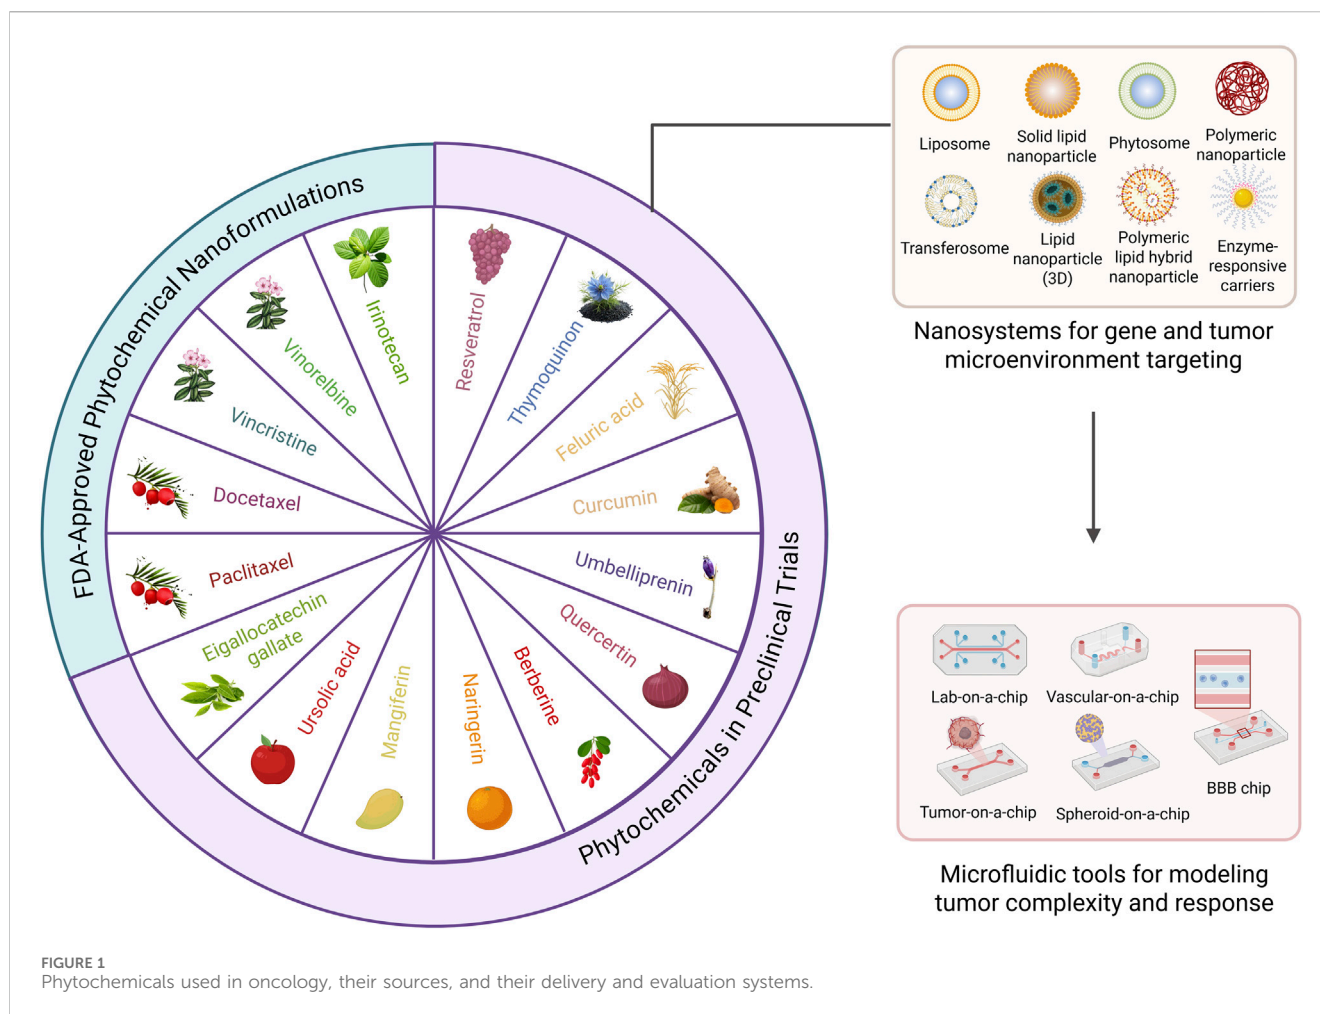 FDA-Approved Phytochemical Nanoformulations
Phytochemicals in Preclinical Trials
Resveratrol
Thymoquinon
Feluric acid
Curcumin
Umbelliprenin
Quercertin
Berberine
Naringerin
Mangiferin
Ursolic acid
Eigallocatechin
gallate
Paclitaxel
Docetaxel
Vincristine
Vinorelbine
Irinotecan
Liposome
Solid lipid
nanoparticle
Phytosome
Polymeric
nanoparticle
Transferosome
Lipid
nanoparticle
(3D)
Polymeric
lipid hybrid
nanoparticle
Enzyme-
responsive
carriers
Nanosystems for gene and tumor
microenvironment targeting
Lab-on-a-chip
Vascular-on-a-chip
Tumor-on-a-chip
Spheroid-on-a-chip
BBB chip
Microfluidic tools for modeling
tumor complexity and response
FIGURE 1
Phytochemicals used in oncology, their sources, and their delivery and evaluation systems.